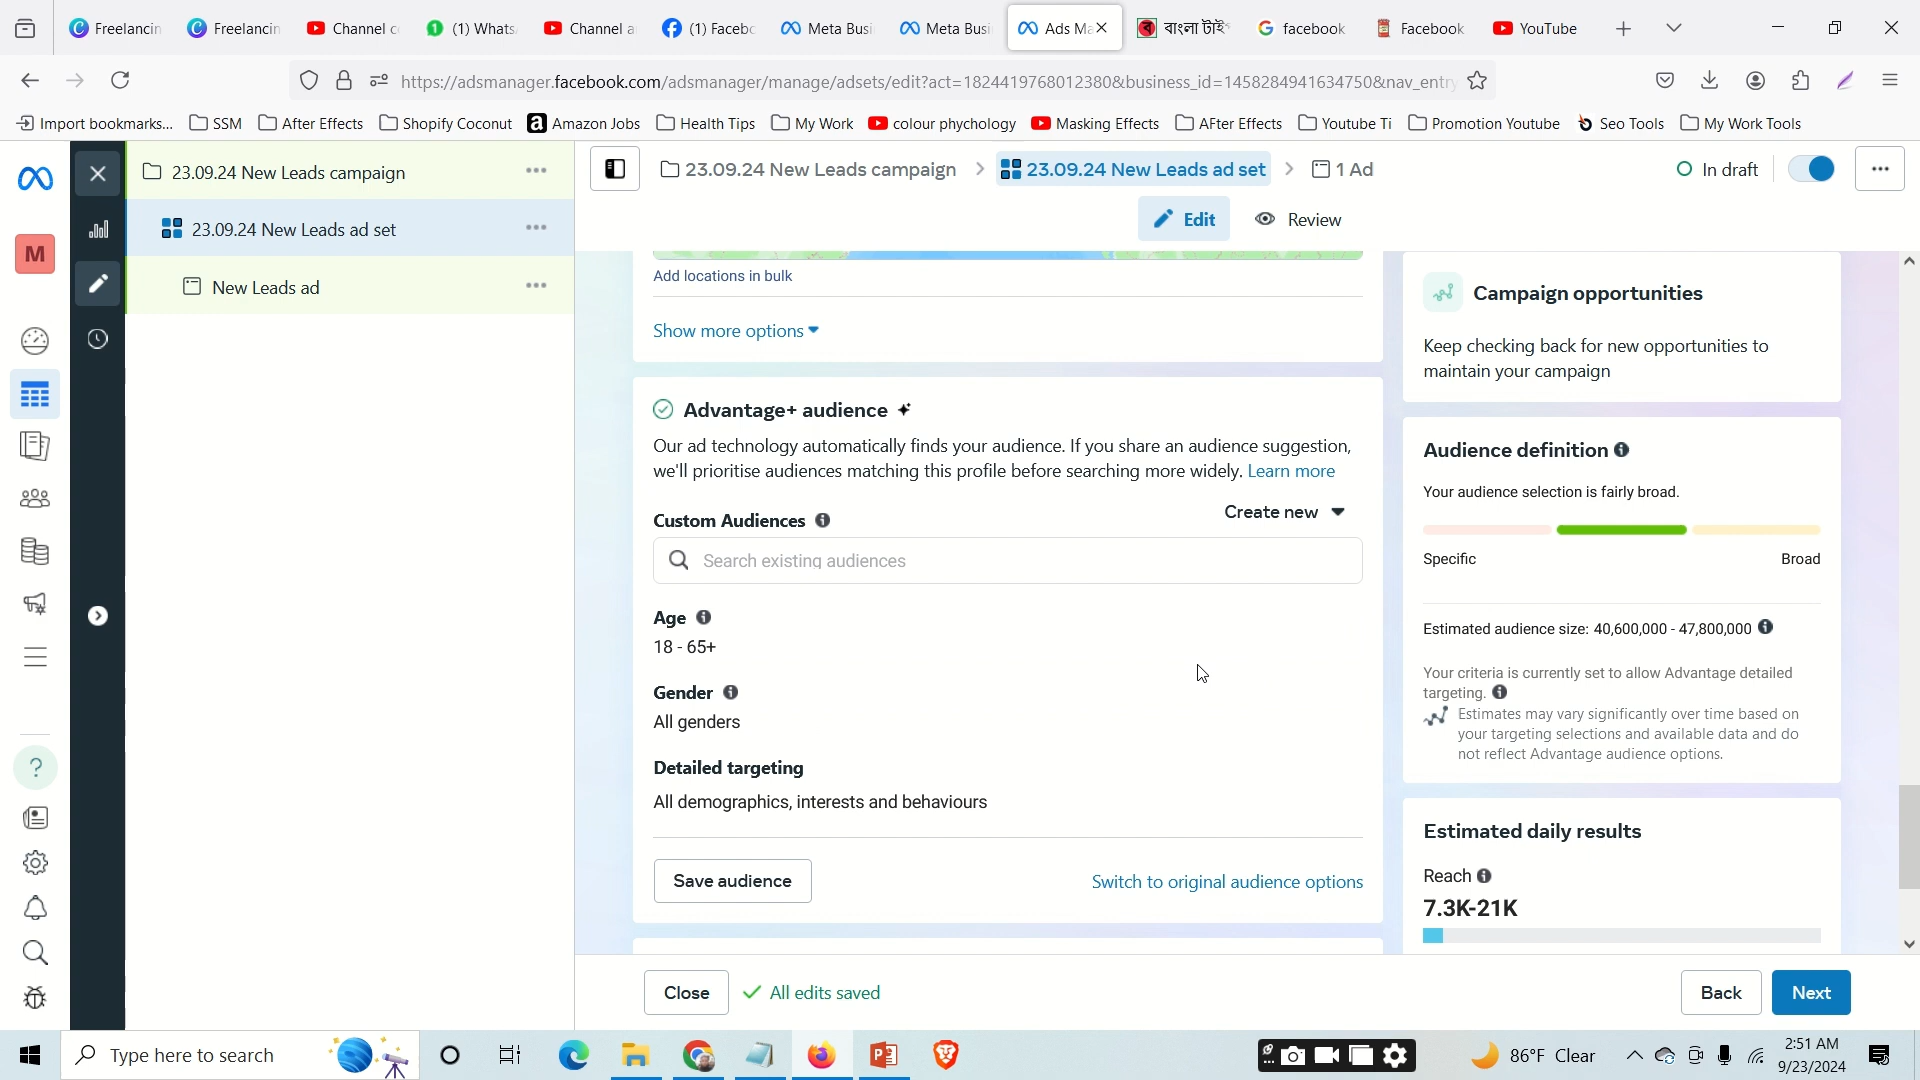 Freelancin
Freelancin
Channel c
(1) Whats
Channel a
(1) Facebo
Meta Busi
Meta Busi
Ads Ma
বাংলা টাইপ
facebook
Facebook
YouTube
https://adsmanager.facebook.com/adsmanager/manage/adsets/edit?act=1824419768012380&business_id=1458284941634750&nav_entry
Import bookmarks...
SSM
After Effects
Shopify Coconut
Amazon Jobs
Health Tips
My Work
colour phychology
Masking Effects
AFter Effects
Youtube Ti
Promotion Youtube
Seo Tools
My Work Tools
M
23.09.24 New Leads campaign
23.09.24 New Leads ad set
New Leads ad
23.09.24 New Leads campaign
23.09.24 New Leads ad set
1 Ad
In draft
Edit
Review
Add locations in bulk
Show more options
Advantage+ audience
Our ad technology automatically finds your audience. If you share an audience suggestion,
we'll prioritise audiences matching this profile before searching more widely. Learn more
Custom Audiences
Create new
Search existing audiences
Age
18 - 65+
Gender
All genders
Detailed targeting
All demographics, interests and behaviours
Save audience
Switch to original audience options
Campaign opportunities
Keep checking back for new opportunities to
maintain your campaign
Audience definition
Your audience selection is fairly broad.
Specific
Broad
Estimated audience size: 40,600,000 - 47,800,000
Your criteria is currently set to allow Advantage detailed
targeting.
Estimates may vary significantly over time based on
your targeting selections and available data and do
not reflect Advantage audience options.
Estimated daily results
Reach
7.3K-21K
Close
All edits saved
Back
Next
Type here to search
86°F Clear
2:51 AM
9/23/2024